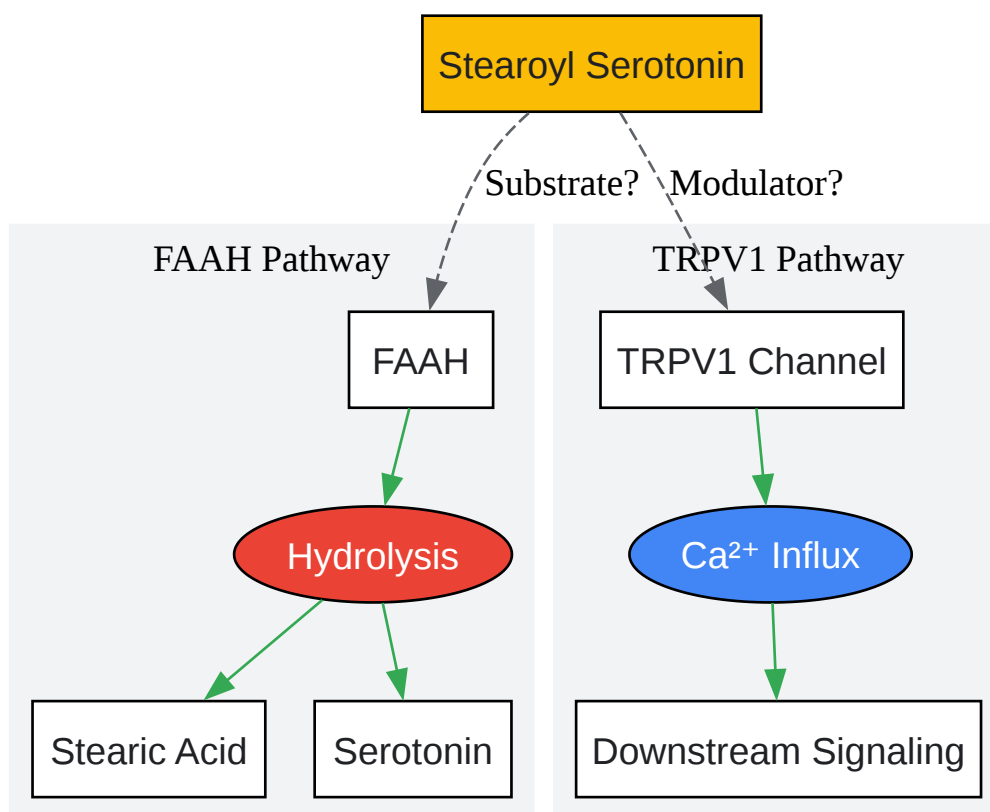 Stearoyl Serotonin
Substrate?
Modulator?
FAAH Pathway
TRPV1 Pathway
FAAH
TRPV1 Channel
Hydrolysis
Ca²⁺ Influx
Stearic Acid
Serotonin
Downstream Signaling